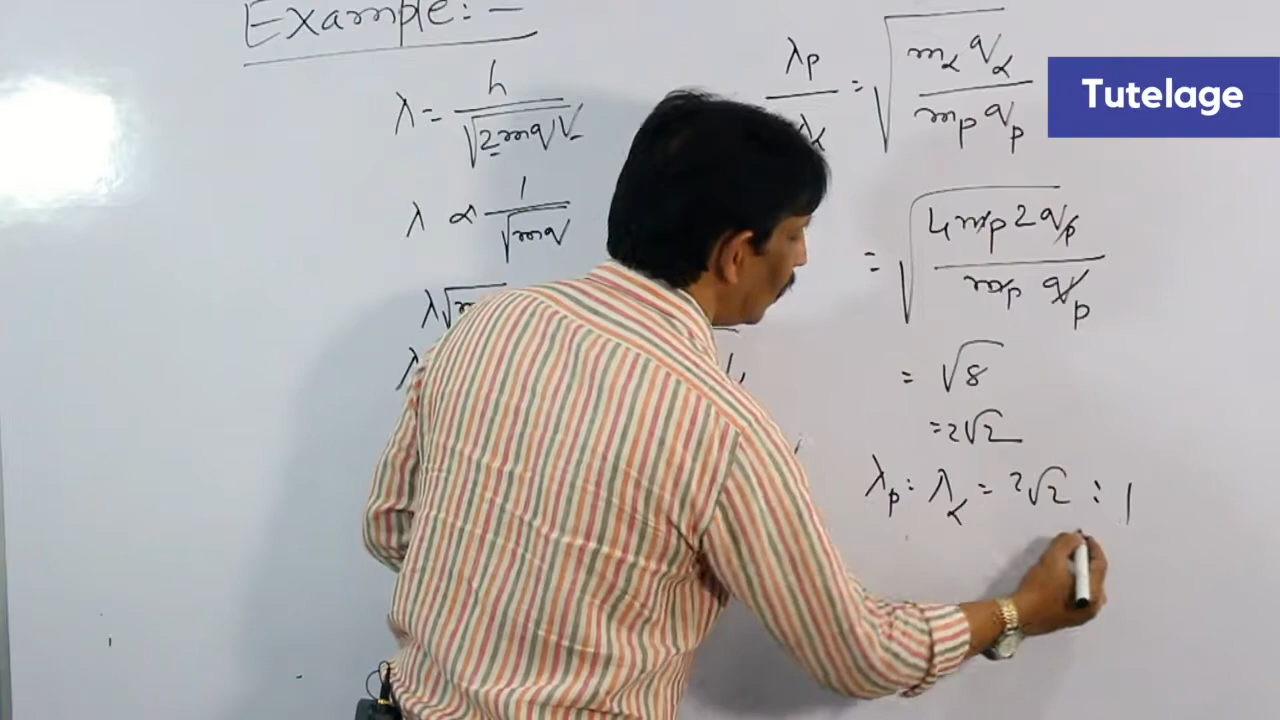 Example: -
λ = h / √2mqV
λ ∝ 1 / √mq
λ√m
λ
λp / λα = √ mα qα / mp qp
= √ 4mp 2qp / mp qp
= √8
= 2√2
λp : λα = 2√2 : 1
Tutelage